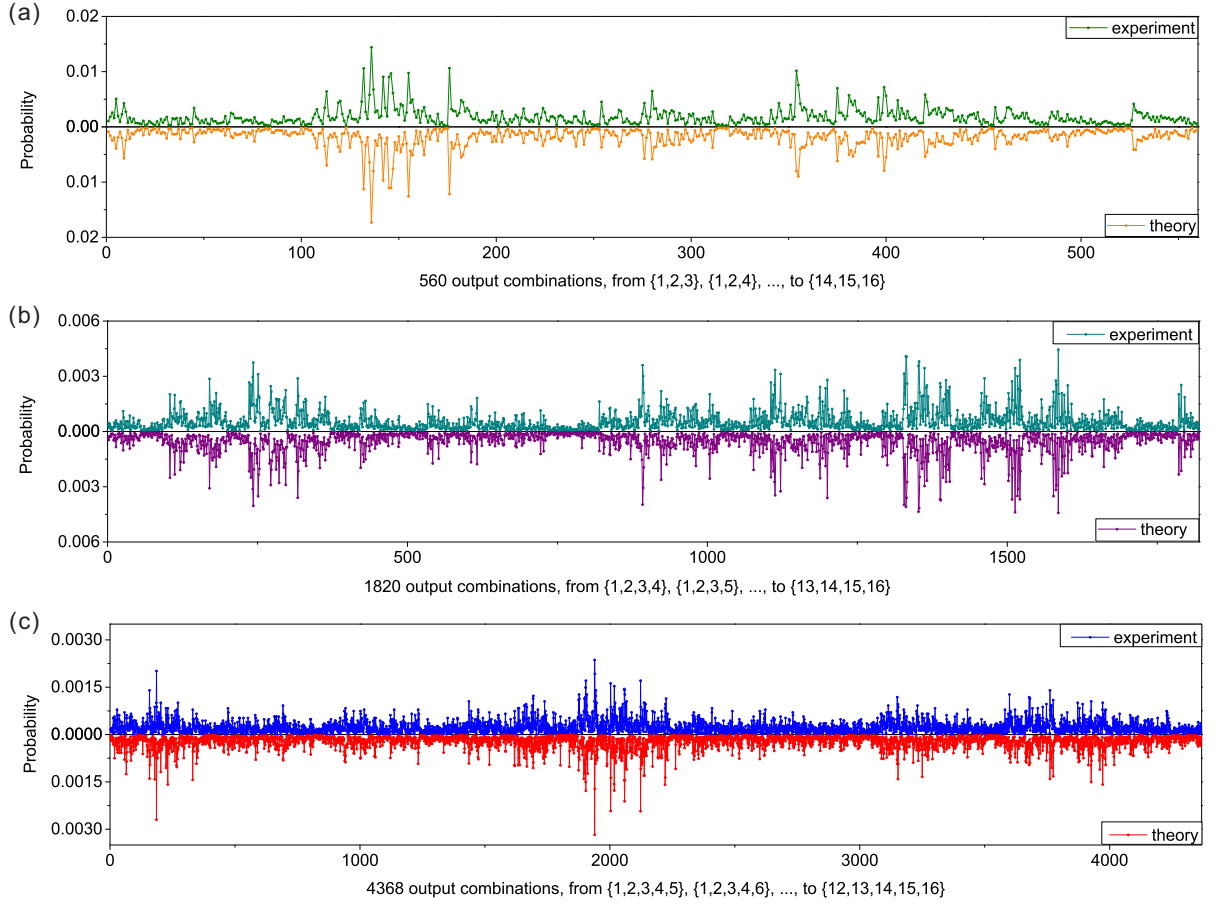 (a)
0.02
experiment
0.01
Probability
0.00
0.01
theory
0.02
0 100 200 300 400 500
560 output combinations, from {1,2,3}, {1,2,4}, ..., to {14,15,16}
(b)
0.006
experiment
0.003
Probability
0.000
0.003
theory
0.006
0 500 1000 1500
1820 output combinations, from {1,2,3,4}, {1,2,3,5}, ..., to {13,14,15,16}
(c)
0.0030
experiment
0.0015
Probability
0.0000
0.0015
0.0030
theory
0 1000 2000 3000 4000
4368 output combinations, from {1,2,3,4,5}, {1,2,3,4,6}, ..., to {12,13,14,15,16}